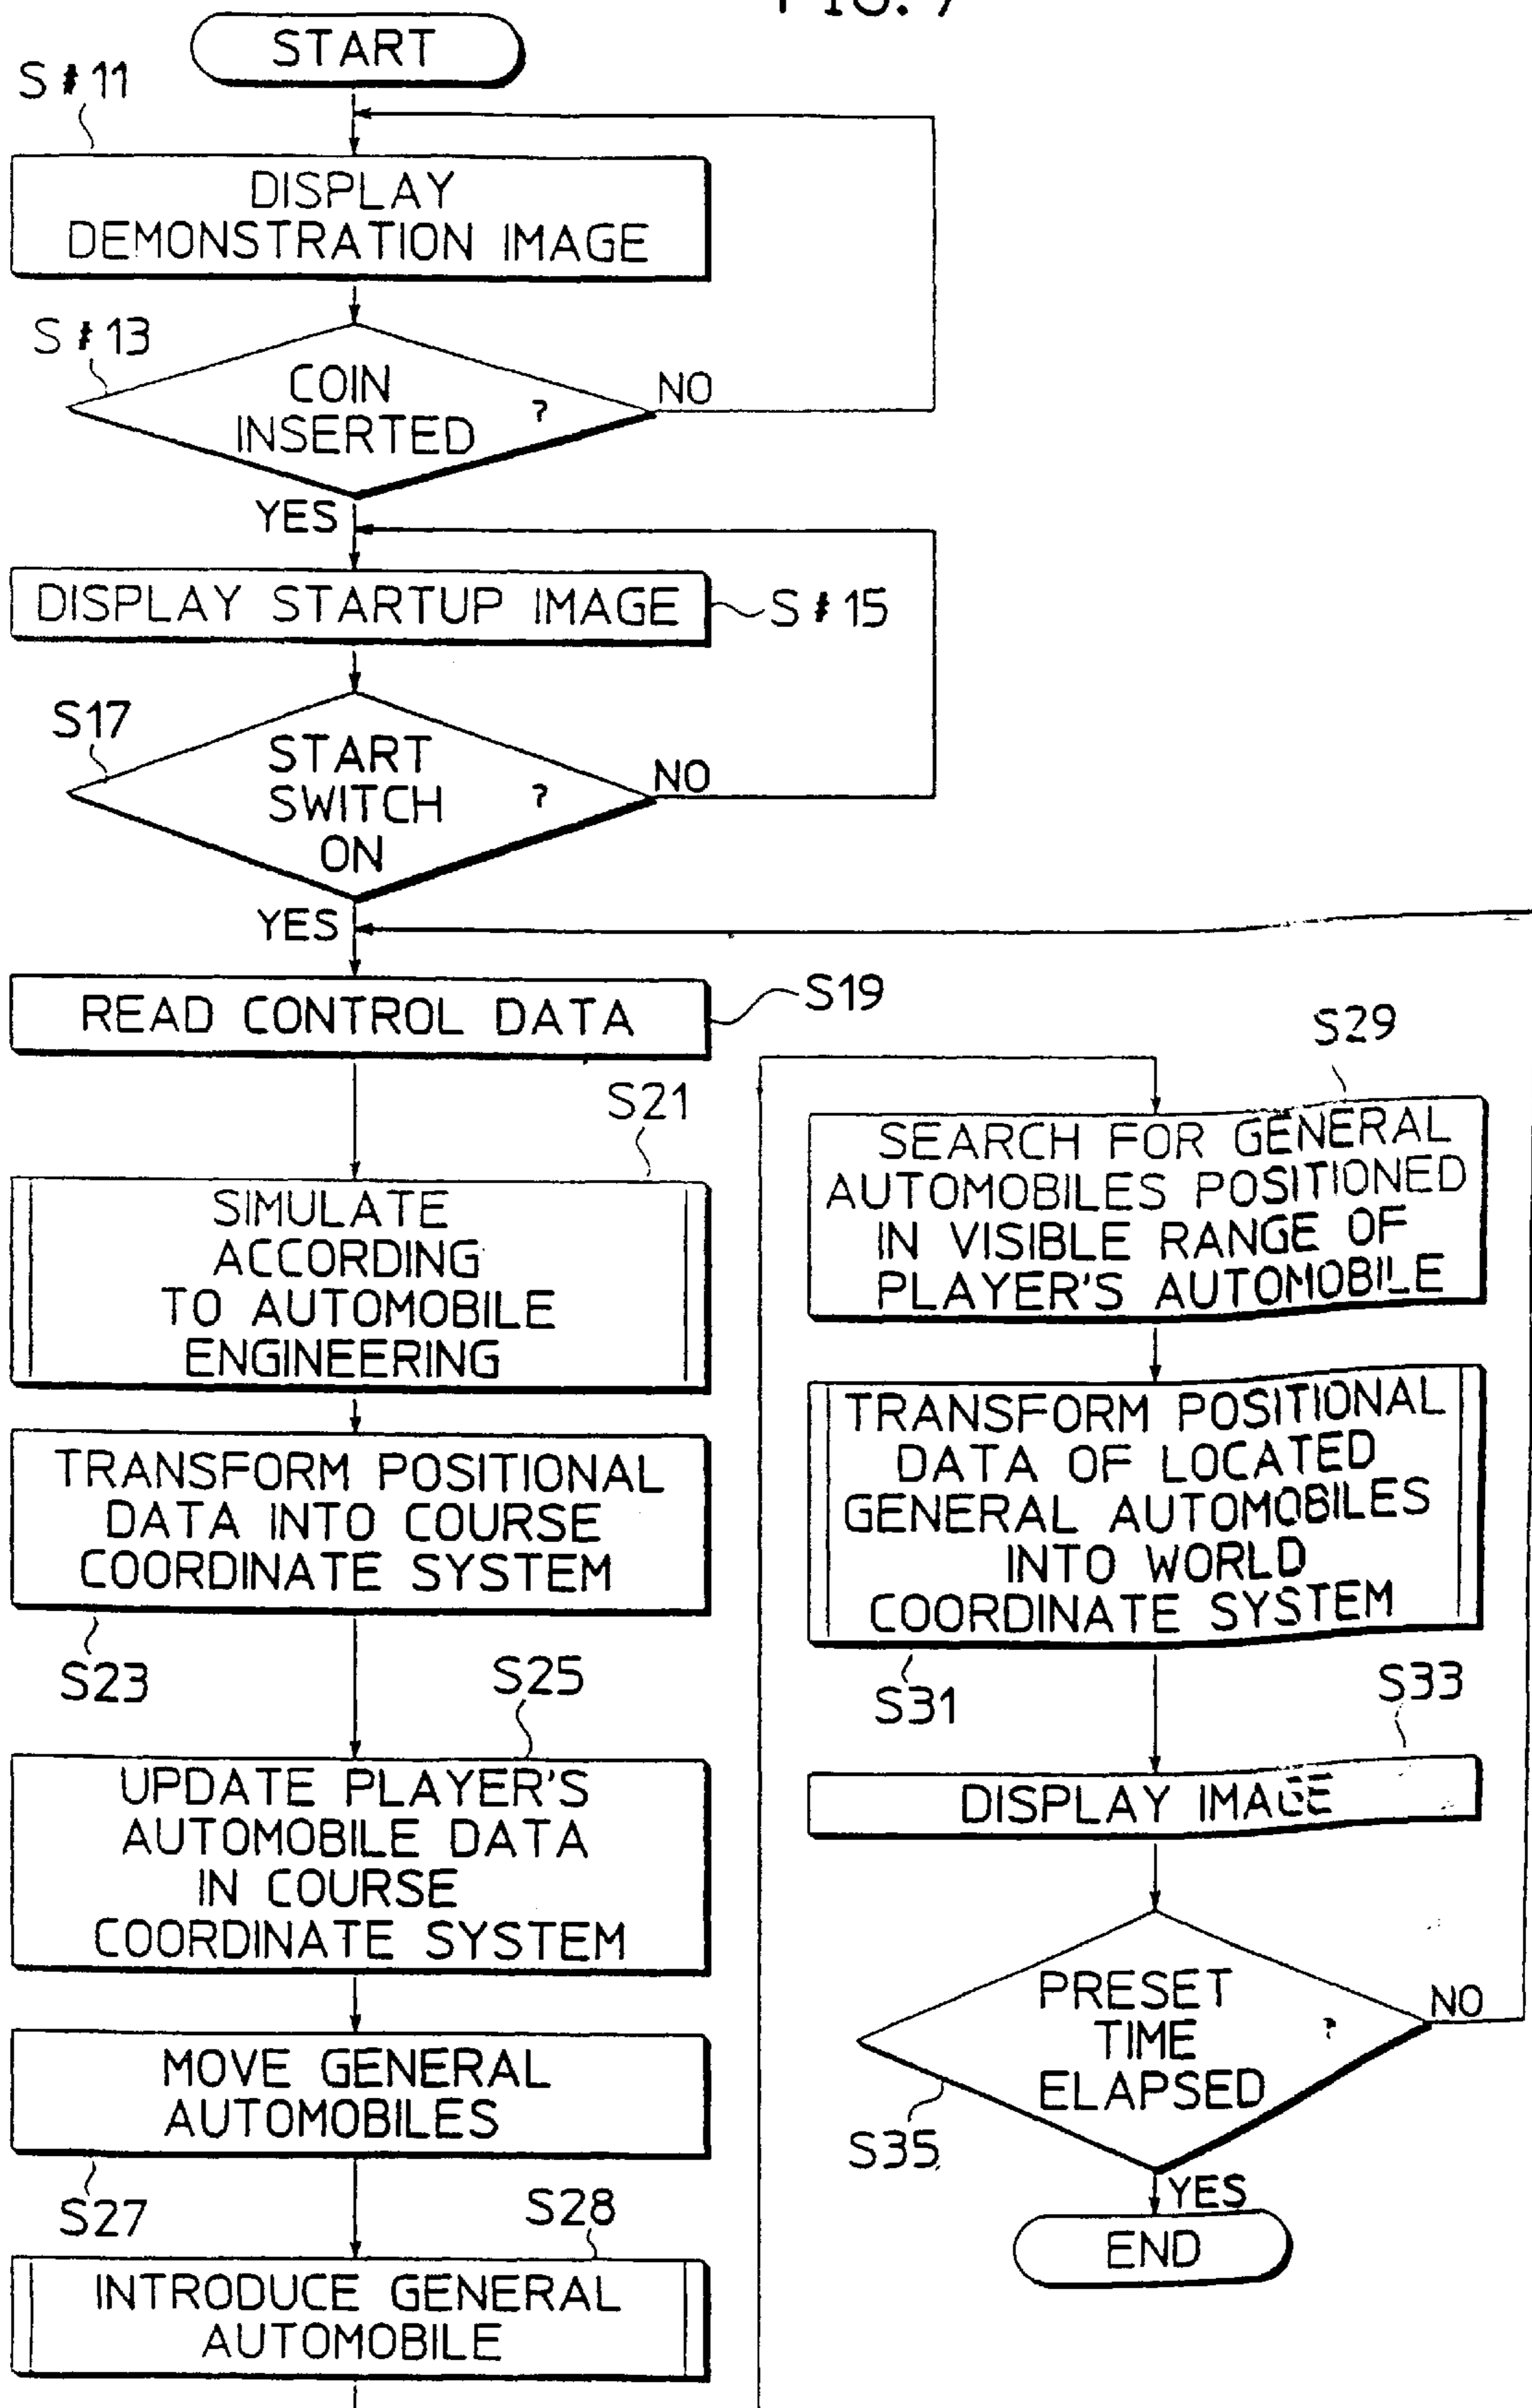 FIG. 7
START
S#11
DISPLAY
DEMONSTRATION IMAGE
S#13
COIN
INSERTED ?
NO
YES
DISPLAY STARTUP IMAGE
S#15
S17
START
SWITCH ?
ON
NO
YES
READ CONTROL DATA
S19
S21
SIMULATE
ACCORDING
TO AUTOMOBILE
ENGINEERING
TRANSFORM POSITIONAL
DATA INTO COURSE
COORDINATE SYSTEM
S23
S25
UPDATE PLAYER'S
AUTOMOBILE DATA
IN COURSE
COORDINATE SYSTEM
MOVE GENERAL
AUTOMOBILES
S27
S28
INTRODUCE GENERAL
AUTOMOBILE
S29
SEARCH FOR GENERAL
AUTOMOBILES POSITIONED
IN VISIBLE RANGE OF
PLAYER'S AUTOMOBILE
TRANSFORM POSITIONAL
DATA OF LOCATED
GENERAL AUTOMOBILES
INTO WORLD
COORDINATE SYSTEM
S31
S33
DISPLAY IMAGE
PRESET
TIME ?
ELAPSED
NO
S35
YES
END